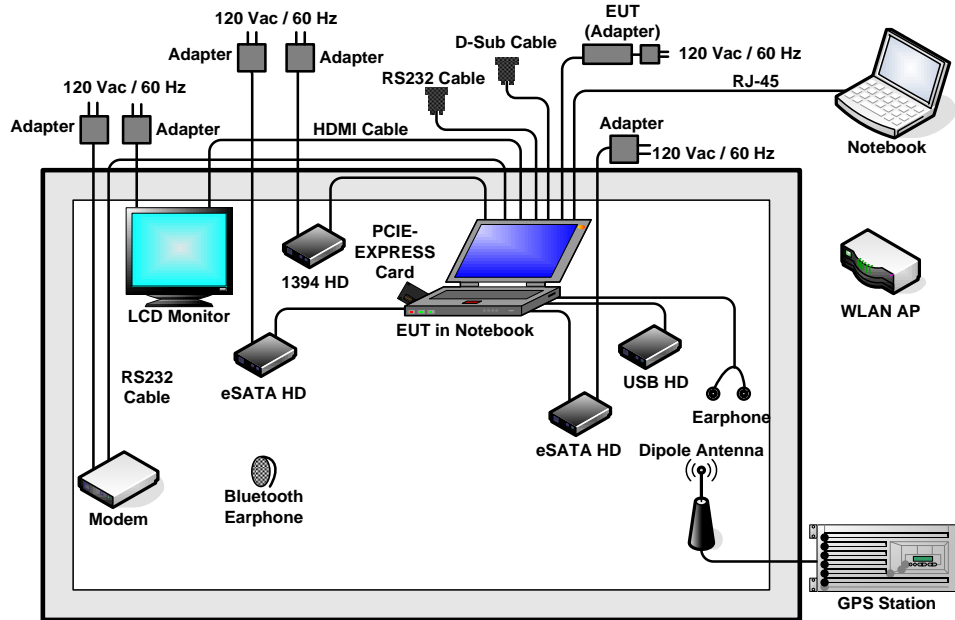 120 Vac / 60 Hz
Adapter
Adapter
120 Vac / 60 Hz
Adapter
Adapter
D-Sub Cable
RS232 Cable
HDMI Cable
EUT
(Adapter)
120 Vac / 60 Hz
RJ-45
Notebook
Adapter
120 Vac / 60 Hz
PCIE-
EXPRESS
Card
1394 HD
LCD Monitor
EUT in Notebook
WLAN AP
RS232
Cable
eSATA HD
USB HD
Earphone
eSATA HD
Dipole Antenna
Modem
Bluetooth
Earphone
GPS Station